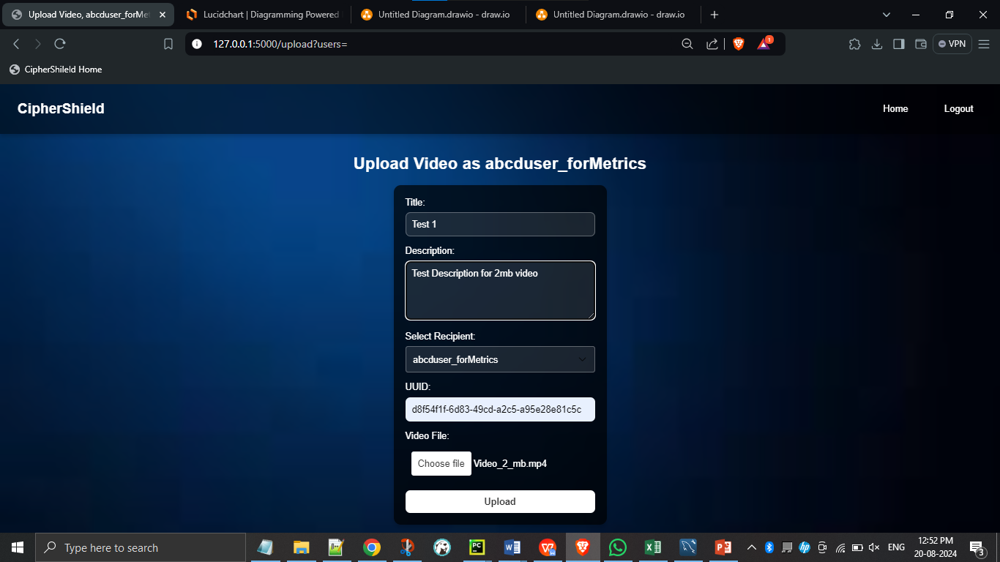 Upload Video, abcduser_forMet
Lucidchart | Diagramming Powered
Untitled Diagram.drawio - draw.io
Untitled Diagram.drawio - draw.io
127.0.0.1:5000/upload?users=
1
VPN
CipherShileld Home
CipherShield
Home
Logout
Upload Video as abcduser_forMetrics
Title:
Test 1
Description:
Test Description for 2mb video
Select Recipient:
abcduser_forMetrics
UUID:
d8f54f1f-6d83-49cd-a2c5-a95e28e81c5c
Video File:
Choose file Video_2_mb.mp4
Upload
Type here to search
PC
W
X
P
ENG
12:52 PM
20-08-2024
3